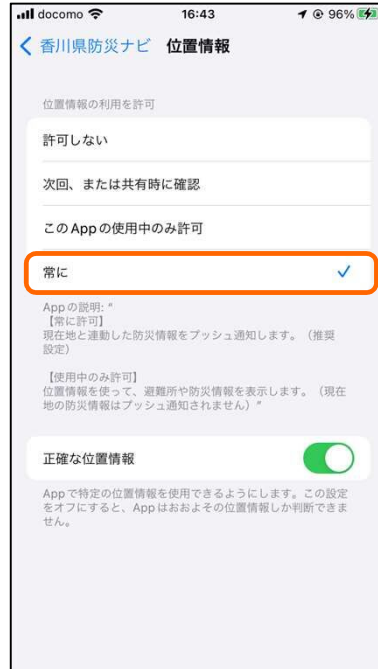 docomo 16:43 96%
香川県防災ナビ 位置情報
位置情報の利用を許可
許可しない
次回、または共有時に確認
このAppの使用中のみ許可
常に
Appの説明: “
【常に許可】
現在地と連動した防災情報をプッシュ通知します。（推奨
設定）
【使用中のみ許可】
位置情報を使って、避難所や防災情報を表示します。（現在
地の防災情報はプッシュ通知されません）”
正確な位置情報
Appで特定の位置情報を使用できるようにします。この設定
をオフにすると、Appはおおよその位置情報しか判断できま
せん。